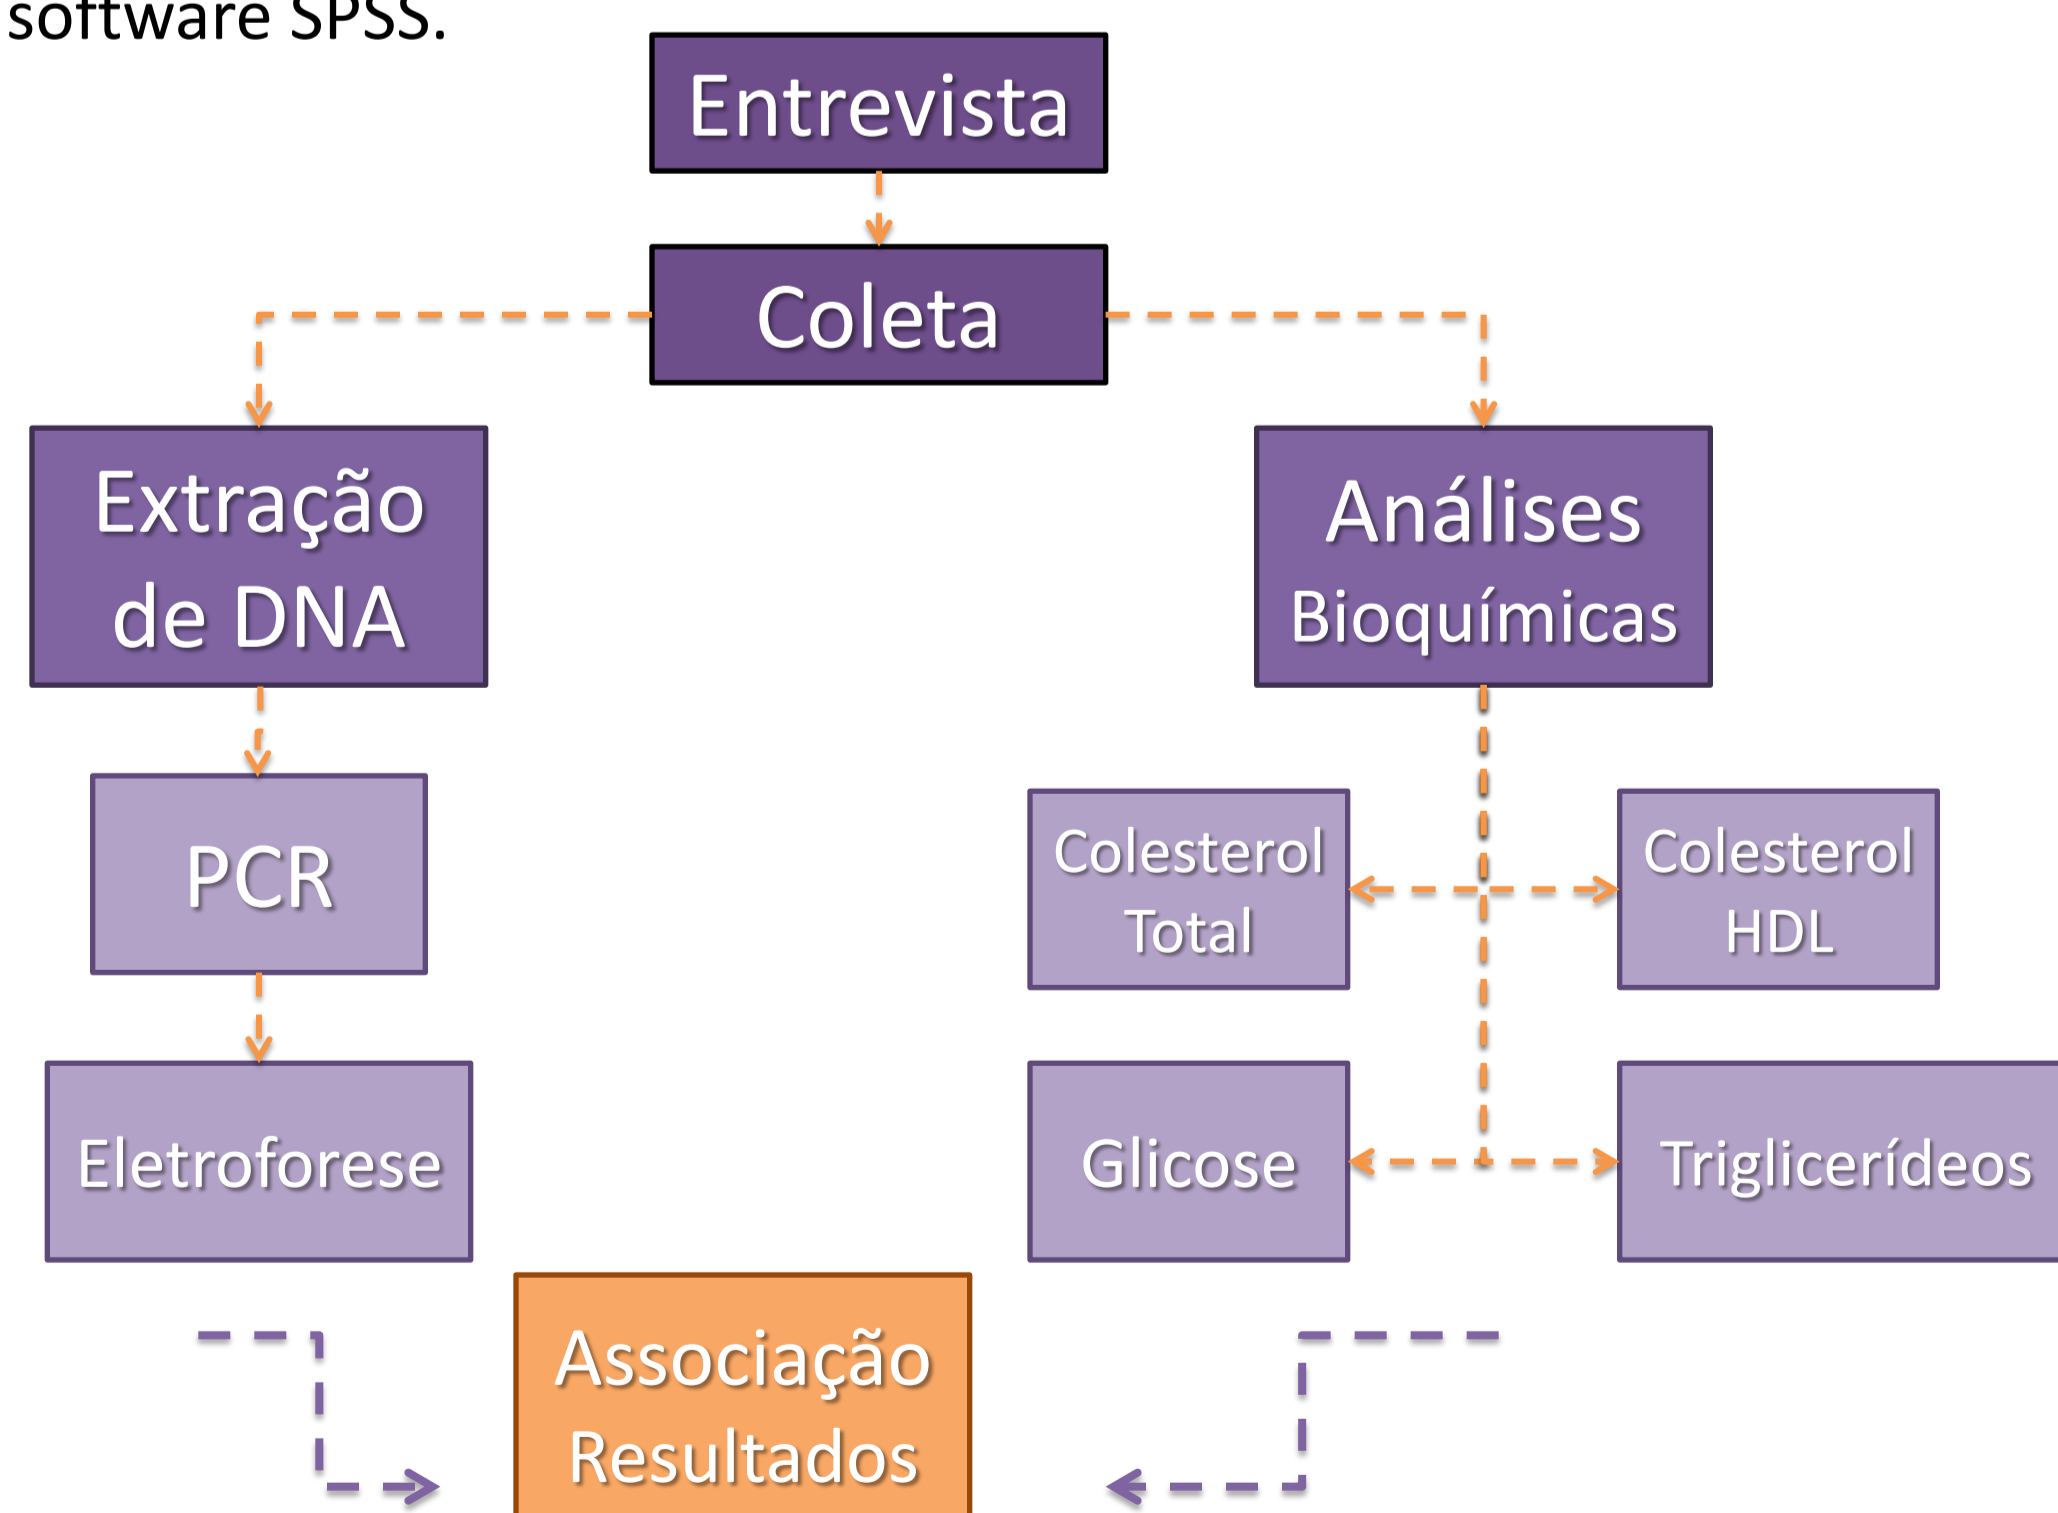 software SPSS.
Entrevista
Coleta
Extração
de DNA
Análises
Bioquímicas
PCR
Colesterol
Total
Colesterol
HDL
Eletroforese
Glicose
Triglicerídeos
Associação
Resultados